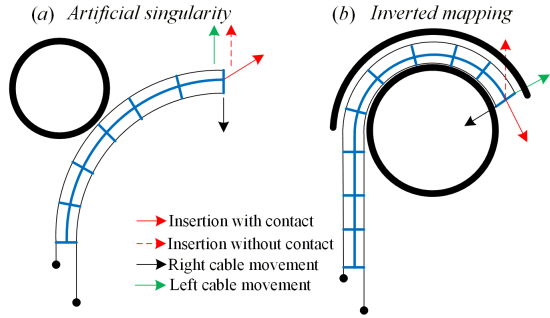 (a) Artificial singularity
(b) Inverted mapping
Insertion with contact
Insertion without contact
Right cable movement
Left cable movement